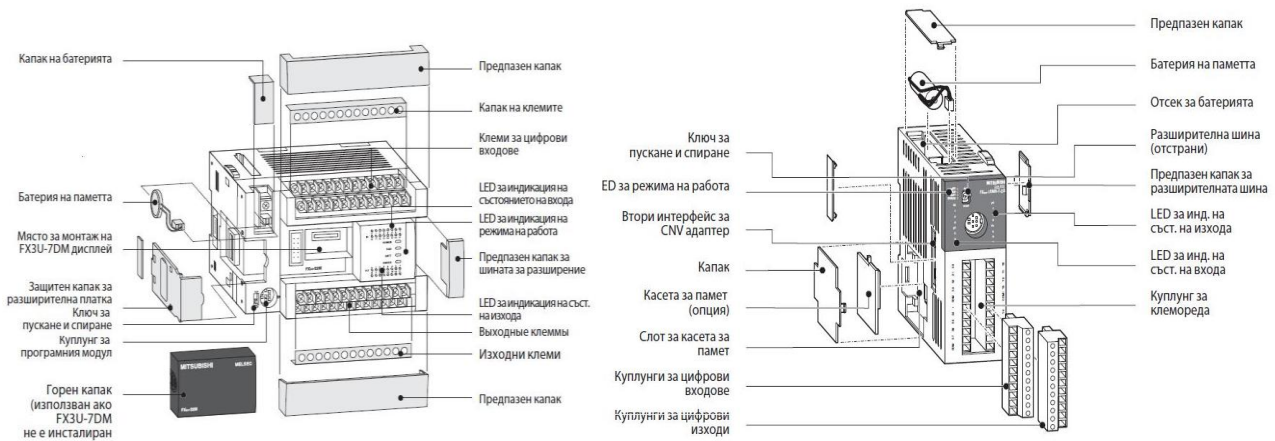 Капак на батерията
Батерия на паметта
Място за монтаж на
FX3U-7DM дисплей
Защитен капак за
разширителна платка
Ключ за
пускане и спиране
Куплунг за
програмния модул
Горен капак
(използван ако
FX3U-7DM
не е инсталиран
MITSUBISHI
MELSEC
Предпазен капак
Капак на клемите
Клеми за цифрови
входове
LED за индикация на
състоянието на входа
LED за индикация на
режима на работа
Предпазен капак за
шината за разширение
LED за индикация на съст.
на изхода
Выходные клеммы
Изходни клеми
Предпазен капак
Ключ за
пускане и спиране
ED за режима на работа
Втори интерфейс за
CNV адаптер
Капак
Касета за памет
(опция)
Слот за касета за
памет
Куплунги за цифрови
входове
Куплунги за цифрови
изходи
MITSUBISHI
Предпазен капак
Батерия на паметта
Отсек за батерията
Разширителна шина
(отстрани)
Предпазен капак за
разширителната шина
LED за инд. на
съст. на изхода
LED за инд. на
съст. на входа
Куплунг за
клемореда